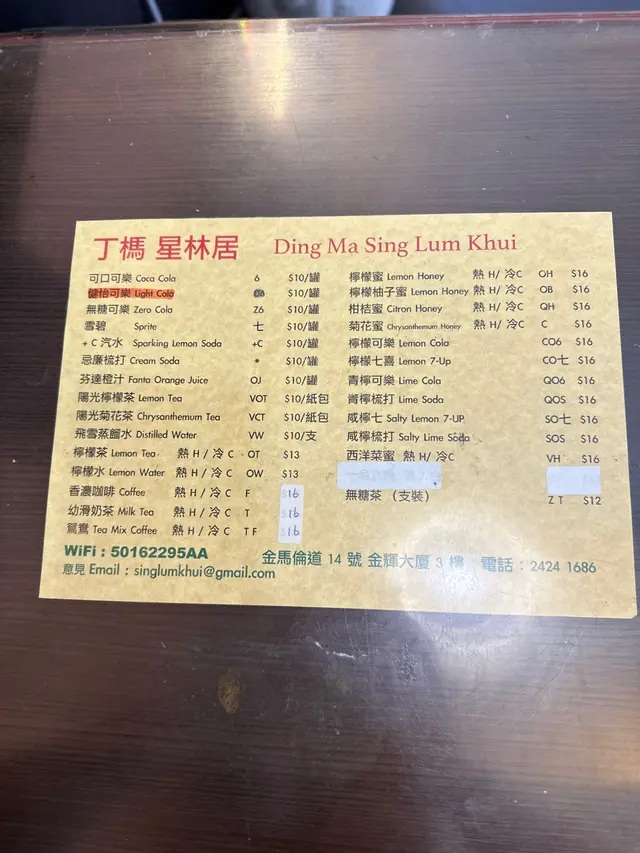 丁榪 星林居 Ding Ma Sing Lum Khui
可口可樂 Coca Cola 6 $10/罐
健怡可樂 Light Cola $10/罐
無糖可樂 Zero Cola Z6 $10/罐
雪碧 Sprite 七 $10/罐
+ C 汽水 Sparking Lemon Soda +C $10/罐
忌廉梳打 Cream Soda * $10/罐
芬達橙汁 Fanta Orange Juice OJ $10/罐
陽光檸檬茶 Lemon Tea VOT $10/紙包
陽光菊花茶 Chrysanthemum Tea VCT $10/紙包
飛雪蒸餾水 Distilled Water VW $10/支
檸檬茶 Lemon Tea 熱 H / 冷 C OT $13
檸檬水 Lemon Water 熱 H / 冷 C OW $13
香濃咖啡 Coffee 熱 H / 冷 C F $16
幼滑奶茶 Milk Tea 熱 H / 冷 C T $16
鴛鴦 Tea Mix Coffee 熱 H / 冷 C T F $16
檸檬蜜 Lemon Honey 熱 H/ 冷C OH $16
檸檬柚子蜜 Lemon Honey 熱 H/ 冷C OB $16
柑桔蜜 Citron Honey 熱 H/ 冷C QH $16
菊花蜜 Chrysanthemum Honey 熱 H/ 冷C C $16
檸檬可樂 Lemon Cola CO6 $16
檸檬七喜 Lemon 7-Up CO七 $16
青檸可樂 Lime Cola QO6 $16
青檸梳打 Lime Soda QOS $16
咸檸七 Salty Lemon 7-UP SO七 $16
咸檸梳打 Salty Lime Soda SOS $16
西洋菜蜜 熱 H/ 冷C VH $16
無糖茶 （支裝） Z T $12
WiFi : 50162295AA
金馬倫道 14 號 金輝大廈 3 樓 電話：2424 1686
意見 Email : singlumkhui@gmail.com